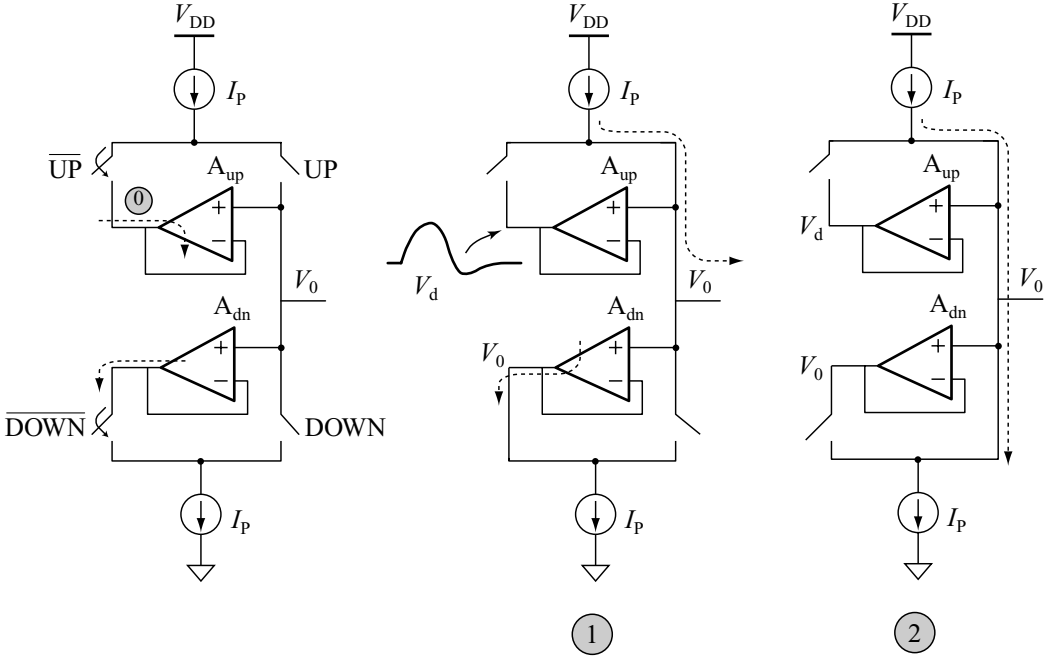 V_DD
I_P
UP
A_up
UP
0
+
−
V_0
A_dn
+
−
DOWN
DOWN
I_P
V_DD
I_P
A_up
+
−
V_d
V_0
A_dn
V_0
+
−
I_P
1
V_DD
I_P
A_up
+
−
V_d
V_0
A_dn
V_0
+
−
I_P
2